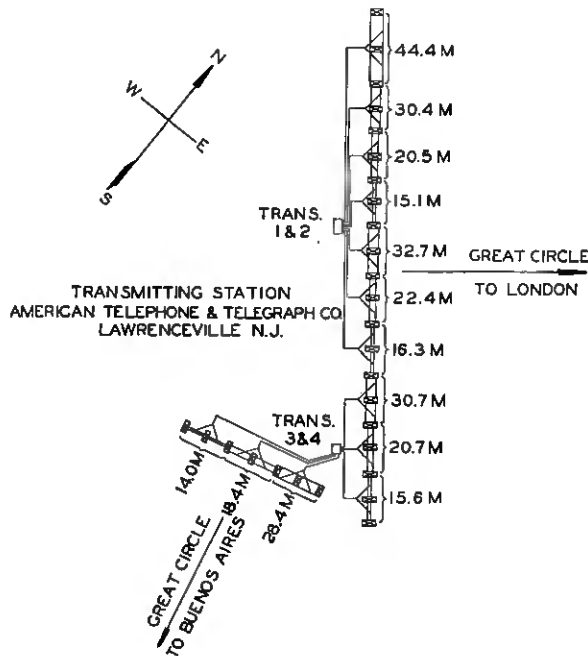 N
W
E
S
44.4 M
30.4 M
20.5 M
15.1 M
TRANS.
1 & 2
32.7 M
GREAT CIRCLE
TO LONDON
22.4 M
TRANSMITTING STATION
AMERICAN TELEPHONE & TELEGRAPH CO
LAWRENCEVILLE N.J.
16.3 M
30.7 M
TRANS.
3&4
20.7 M
15.6 M
14.0M
18.4M
28.4 M
GREAT CIRCLE
TO BUENOS AIRES